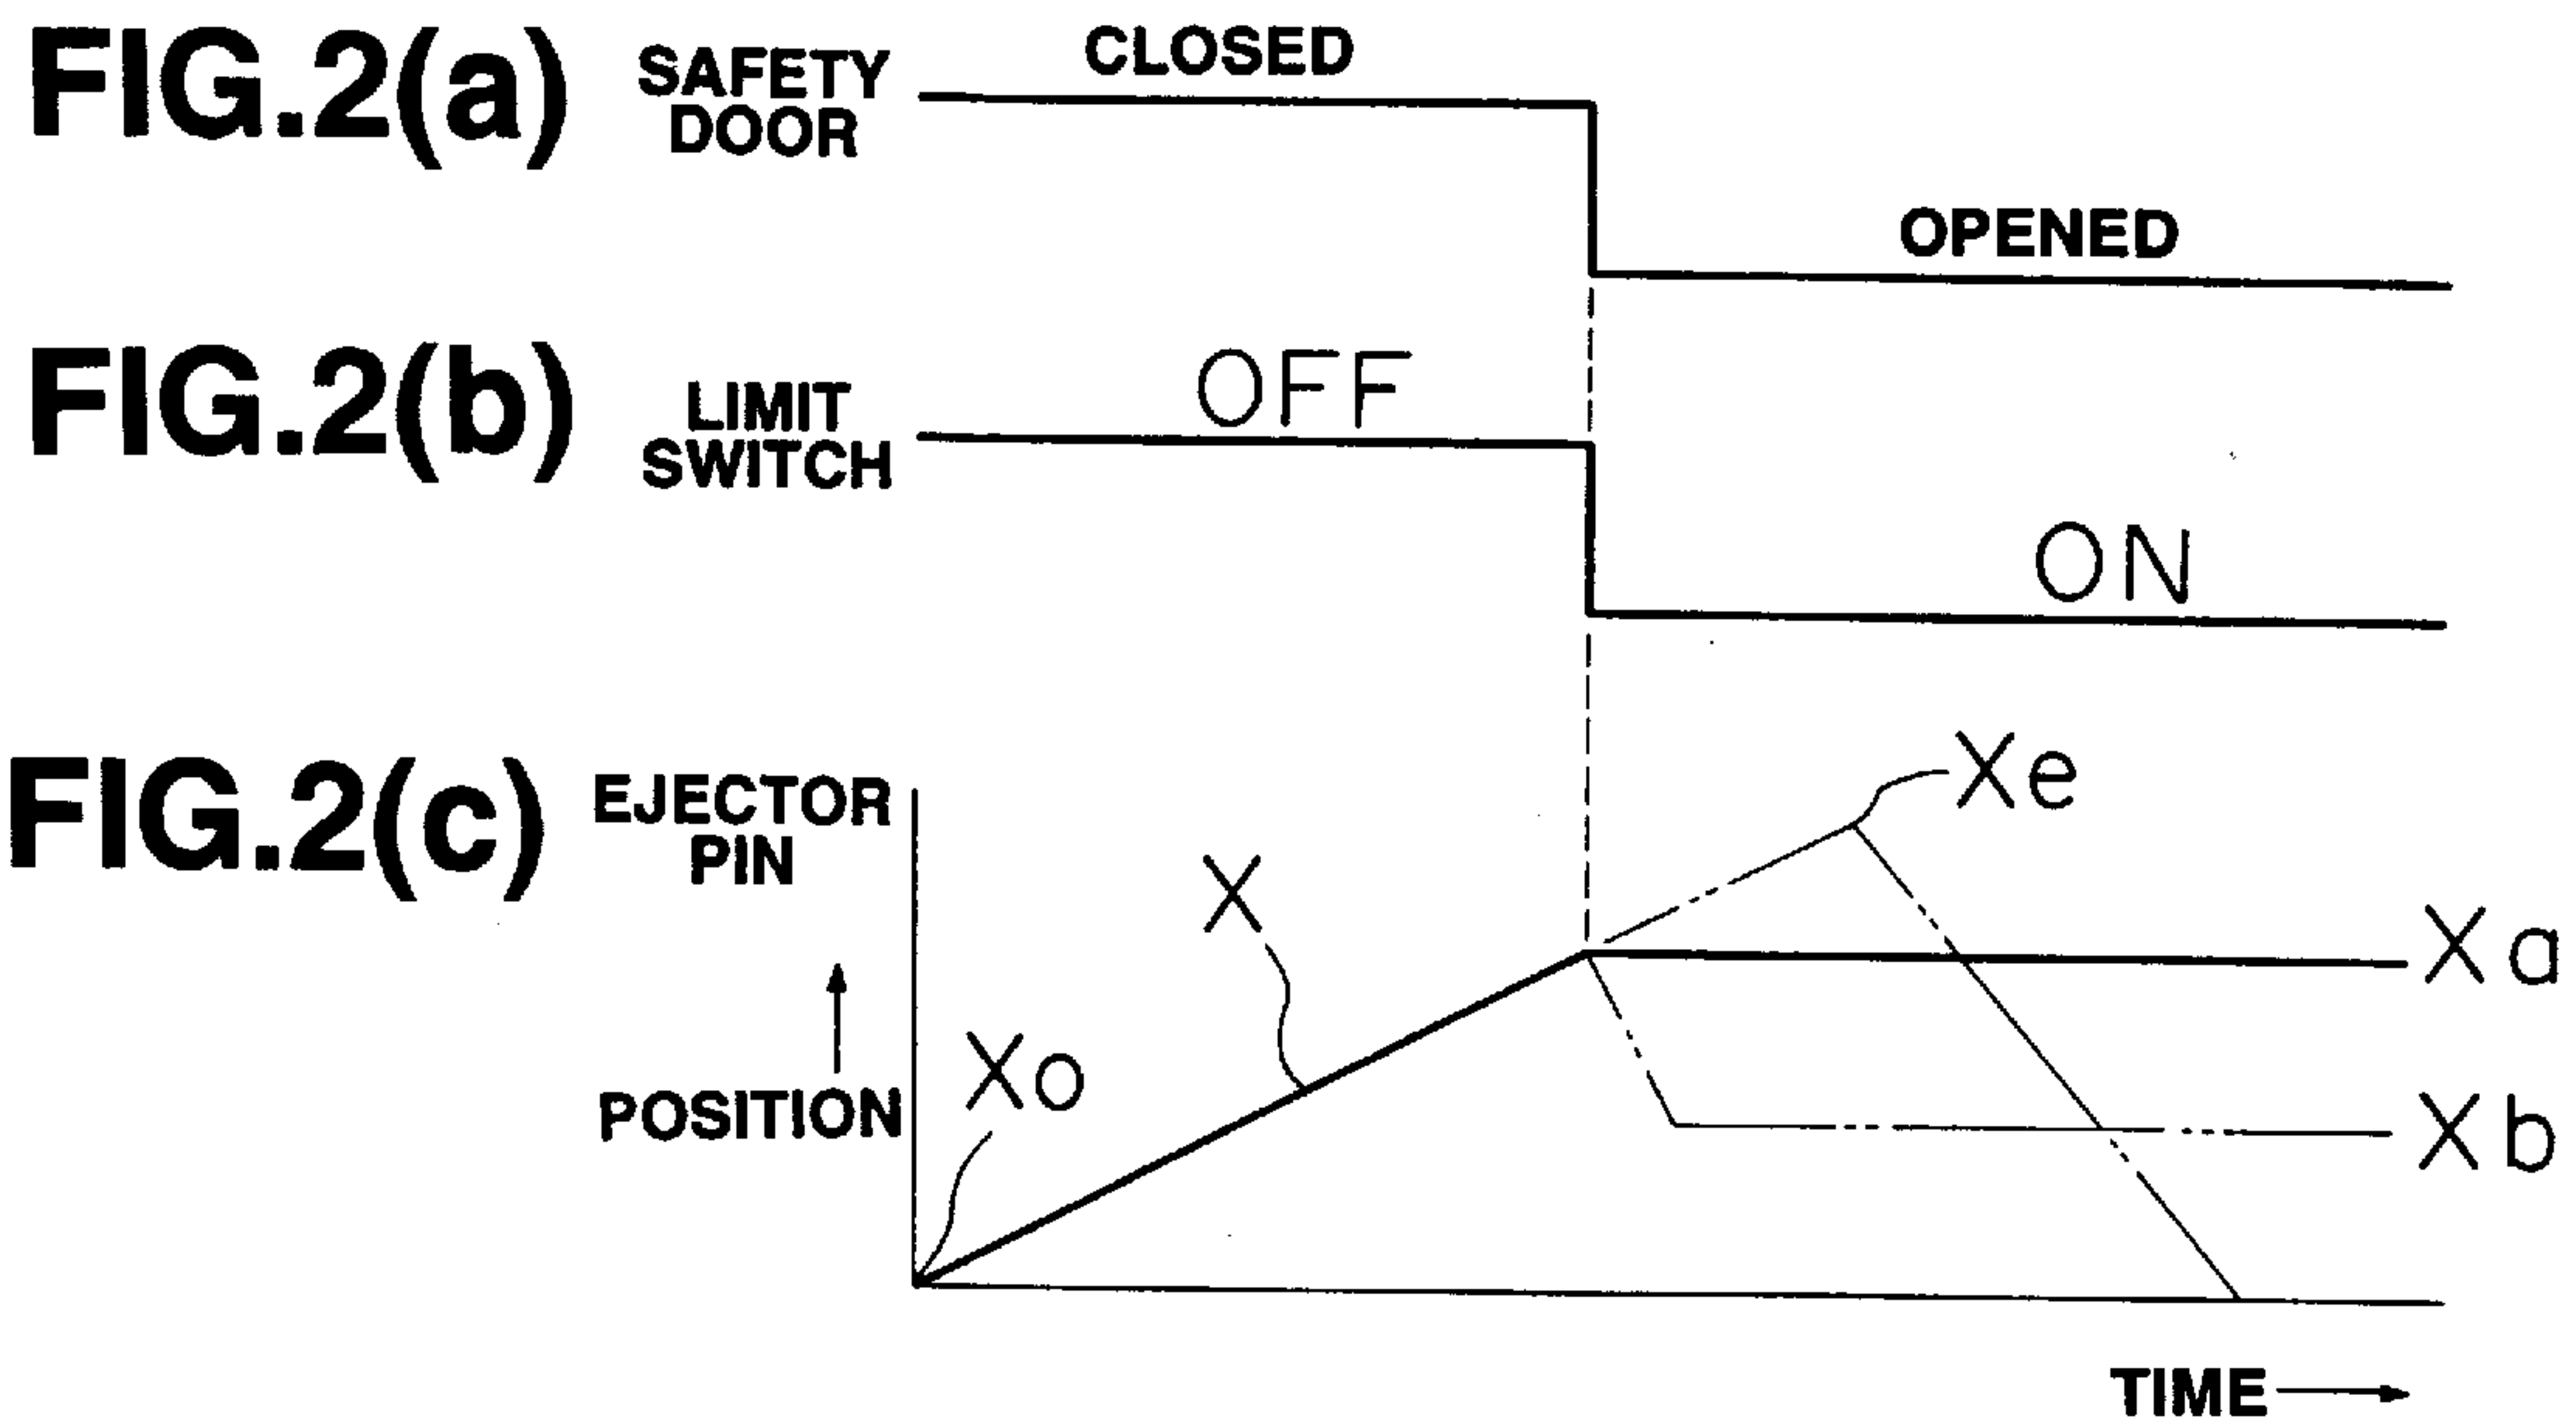 FIG.2(a)
SAFETY
DOOR
CLOSED
OPENED
FIG.2(b)
LIMIT
SWITCH
OFF
ON
FIG.2(c)
EJECTOR
PIN
POSITION
Xo
X
Xe
Xa
Xb
TIME